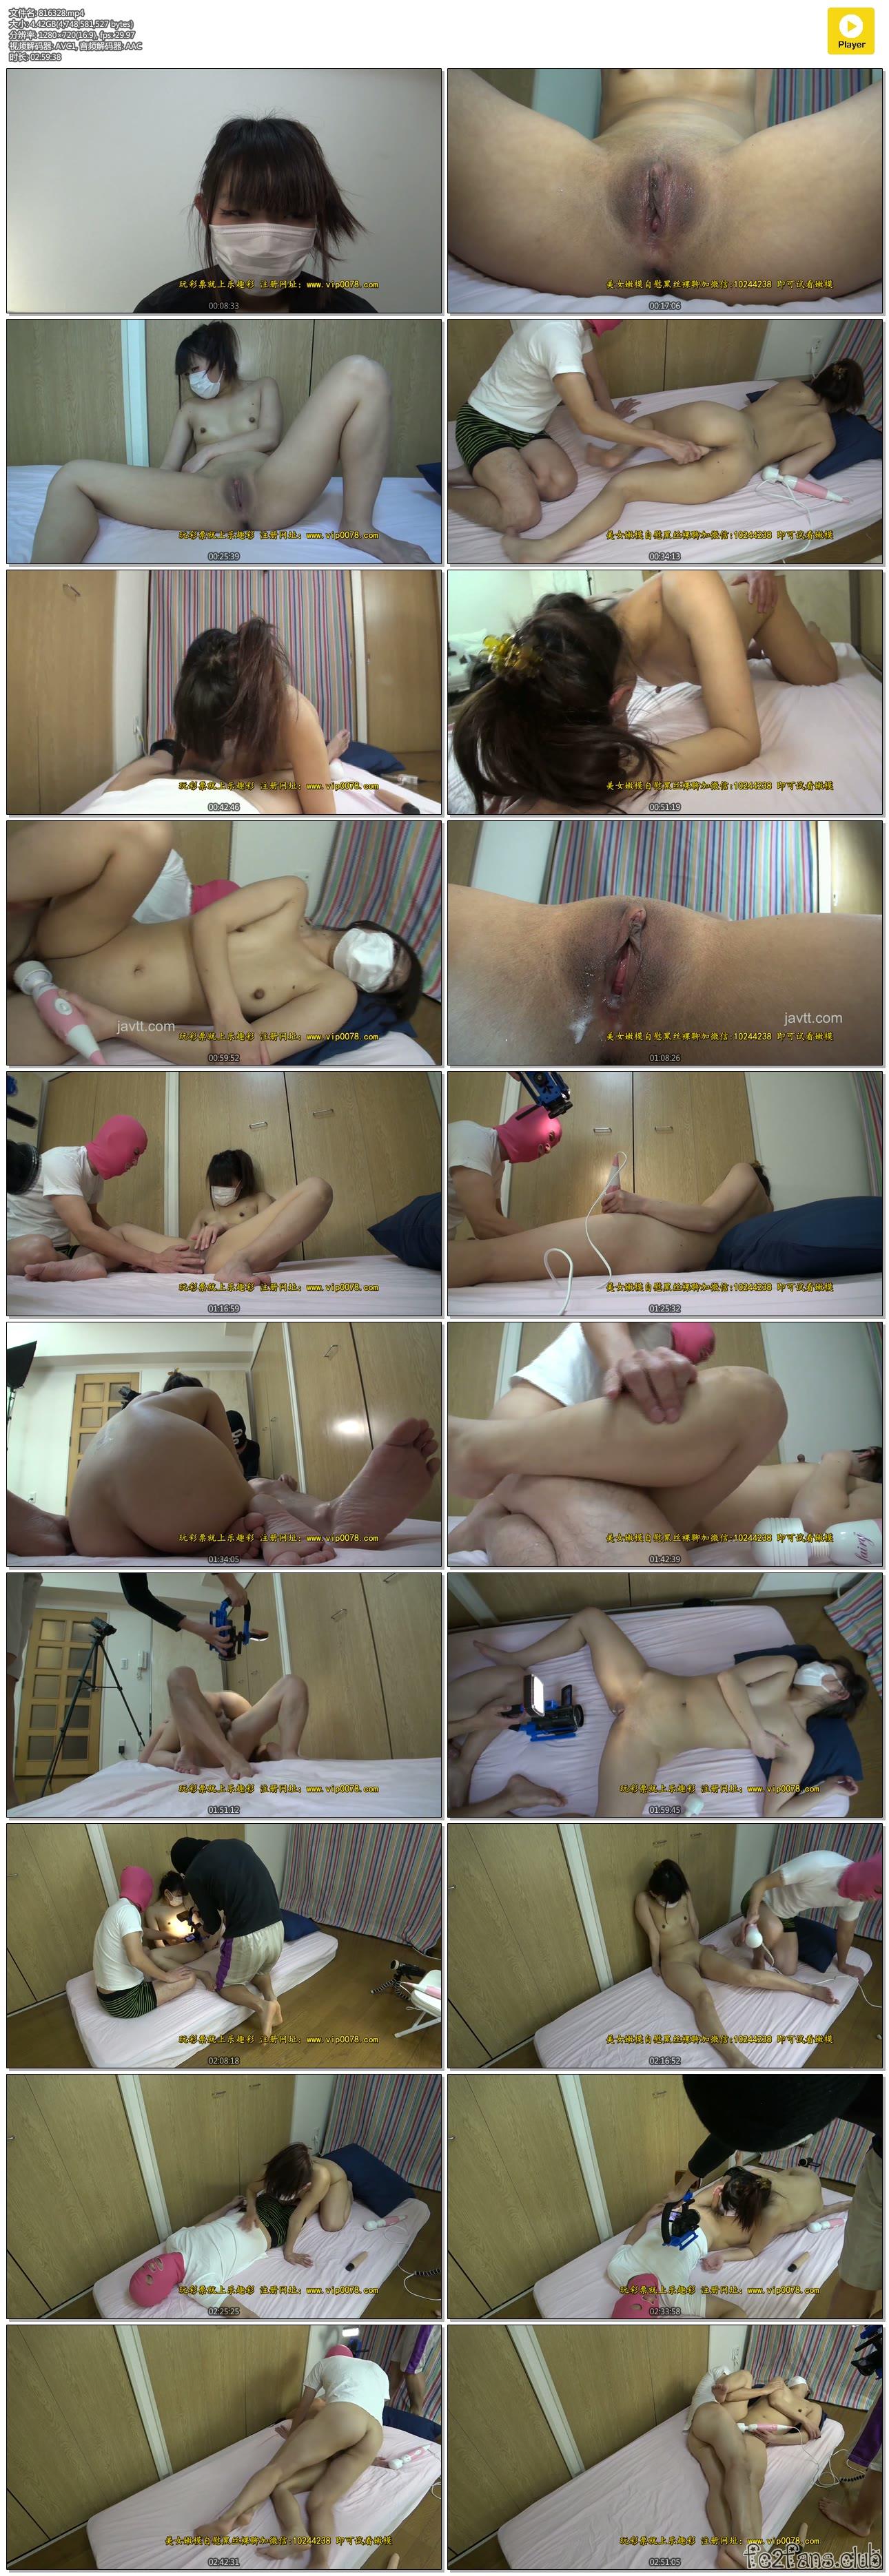 文件名: 816328.mp4
大小: 4.42GB(4,748,581,527 bytes)
分辨率: 1280×720(16:9), fps: 29.97
视频解码器: AVC1, 音频解码器: AAC
时长: 02:59:38
Player
玩彩票就上乐趣彩 注册网址：www.vip0078.com
00:08:33
美女嫩模自慰黑丝裸聊加微信:10244238 即可试看嫩模
00:17:06
玩彩票就上乐趣彩 注册网址：www.vip0078.com
00:25:39
美女嫩模自慰黑丝裸聊加微信:10244238 即可试看嫩模
00:34:13
玩彩票就上乐趣彩 注册网址：www.vip0078.com
00:42:46
美女嫩模自慰黑丝裸聊加微信:10244238 即可试看嫩模
00:51:19
javtt.com
玩彩票就上乐趣彩 注册网址：www.vip0078.com
00:59:52
javtt.com
美女嫩模自慰黑丝裸聊加微信:10244238 即可试看嫩模
01:08:26
玩彩票就上乐趣彩 注册网址：www.vip0078.com
01:16:59
美女嫩模自慰黑丝裸聊加微信:10244238 即可试看嫩模
01:25:32
玩彩票就上乐趣彩 注册网址：www.vip0078.com
01:34:05
fairy
美女嫩模自慰黑丝裸聊加微信:10244238 即可试看嫩模
01:42:39
玩彩票就上乐趣彩 注册网址：www.vip0078.com
01:51:12
玩彩票就上乐趣彩 注册网址：www.vip0078.com
01:59:45
玩彩票就上乐趣彩 注册网址：www.vip0078.com
02:08:18
美女嫩模自慰黑丝裸聊加微信:10244238 即可试看嫩模
02:16:52
玩彩票就上乐趣彩 注册网址：www.vip0078.com
02:25:25
玩彩票就上乐趣彩 注册网址：www.vip0078.com
02:33:58
美女嫩模自慰黑丝裸聊加微信:10244238 即可试看嫩模
02:42:31
玩彩票就上乐趣彩 注册网址：www.vip0078.com
02:51:05
fc2fans.club